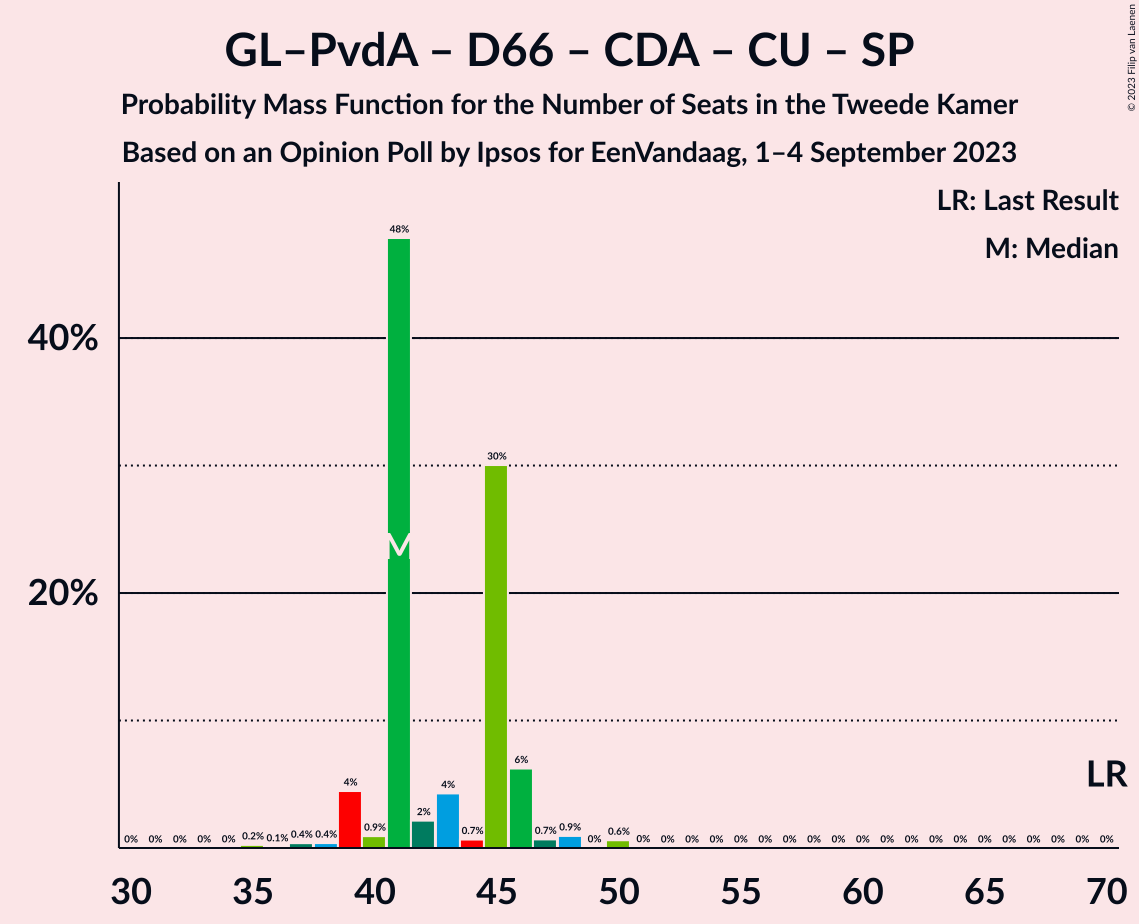 GL–PvdA – D66 – CDA – CU – SP
Probability Mass Function for the Number of Seats in the Tweede Kamer
Based on an Opinion Poll by Ipsos for EenVandaag, 1–4 September 2023
© 2023 Filip van Laenen
LR: Last Result
M: Median
40%
20%
0% 0% 0% 0% 0% 0.2% 0.1% 0.4% 0.4% 4% 0.9% 48% 2% 4% 0.7% 30% 6% 0.7% 0.9% 0% 0.6% 0% 0% 0% 0% 0% 0% 0% 0% 0% 0% 0% 0% 0% 0% 0% 0% 0% 0% 0% 0%
M
LR
30 35 40 45 50 55 60 65 70